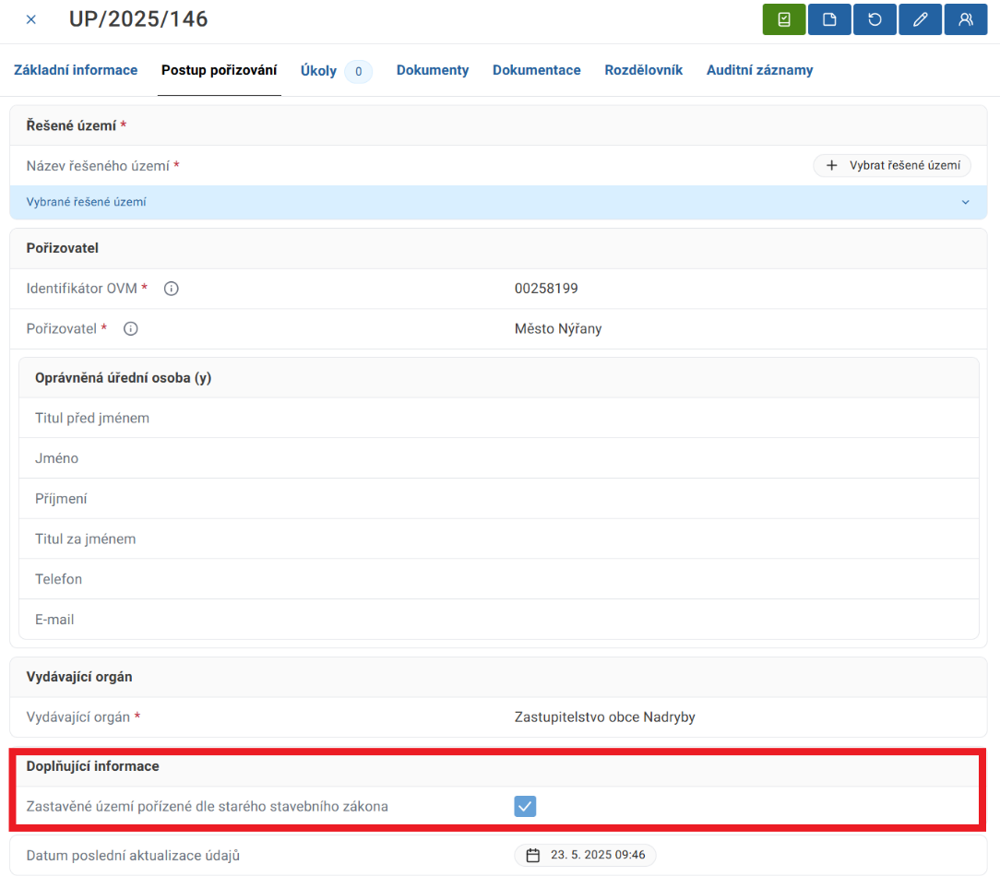 UP/2025/146
Základní informace Postup pořizování Úkoly 0 Dokumenty Dokumentace Rozdělovník Auditní záznamy
Řešené území *
Název řešeného území * Vybrat řešené území
Vybrané řešené území
Pořizovatel
Identifikátor OVM * 00258199
Pořizovatel * Město Nýřany
Oprávněná úřední osoba (y)
Titul před jménem
Jméno
Příjmení
Titul za jménem
Telefon
E-mail
Vydávající orgán
Vydávající orgán * Zastupitelstvo obce Nadryby
Doplňující informace
Zastavěné území pořízené dle starého stavebního zákona
Datum poslední aktualizace údajů 23. 5. 2025 09:46